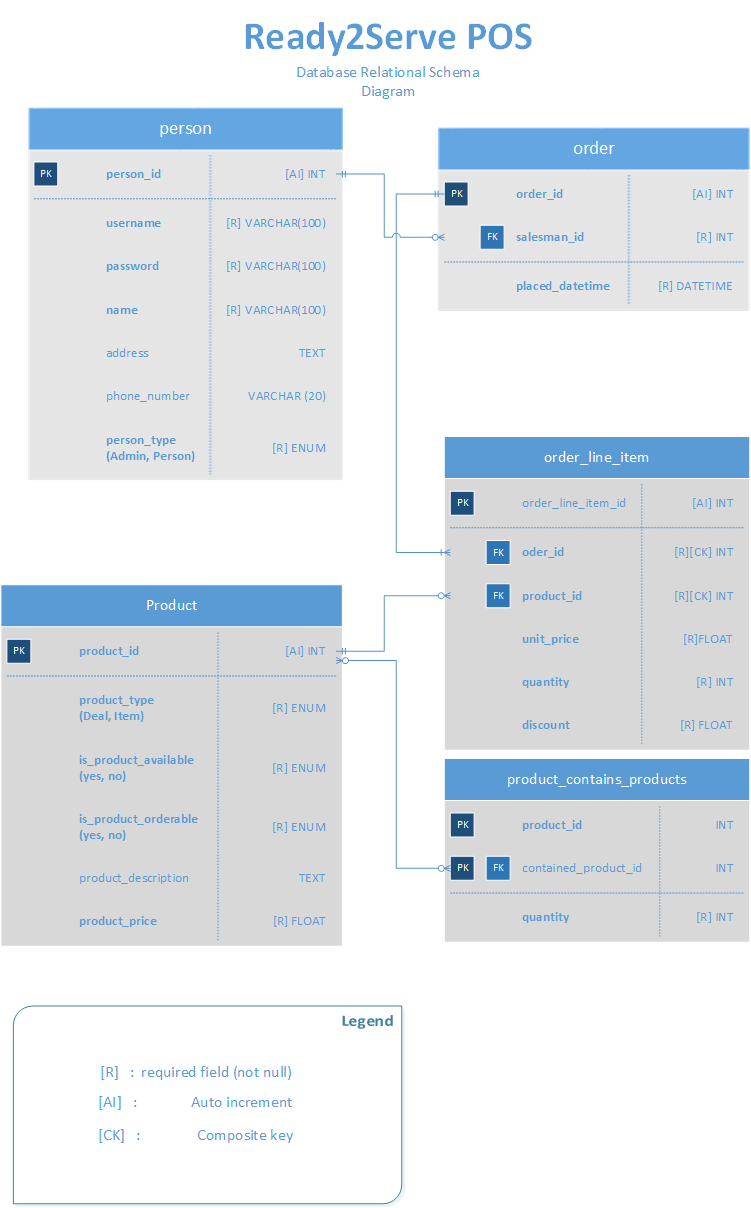 Ready2Serve POS
Database Relational Schema
Diagram
person
PK person_id [AI] INT
username [R] VARCHAR(100)
password [R] VARCHAR(100)
name [R] VARCHAR(100)
address TEXT
phone_number VARCHAR (20)
person_type
(Admin, Person) [R] ENUM
order
PK order_id [AI] INT
FK salesman_id [R] INT
placed_datetime [R] DATETIME
order_line_item
PK order_line_item_id [AI] INT
FK oder_id [R][CK] INT
FK product_id [R][CK] INT
unit_price [R]FLOAT
quantity [R] INT
discount [R] FLOAT
Product
PK product_id [AI] INT
product_type
(Deal, Item) [R] ENUM
is_product_available
(yes, no) [R] ENUM
is_product_orderable
(yes, no) [R] ENUM
product_description TEXT
product_price [R] FLOAT
product_contains_products
PK product_id INT
PK FK contained_product_id INT
quantity [R] INT
Legend
[R] : required field (not null)
[AI] : Auto increment
[CK] : Composite key